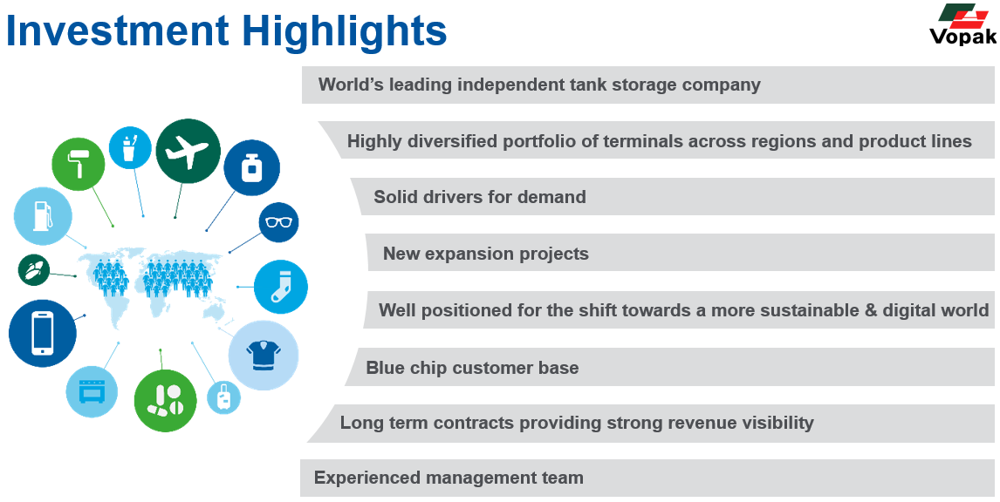 Investment Highlights
Vopak
World's leading independent tank storage company
Highly diversified portfolio of terminals across regions and product lines
Solid drivers for demand
New expansion projects
Well positioned for the shift towards a more sustainable & digital world
Blue chip customer base
Long term contracts providing strong revenue visibility
Experienced management team